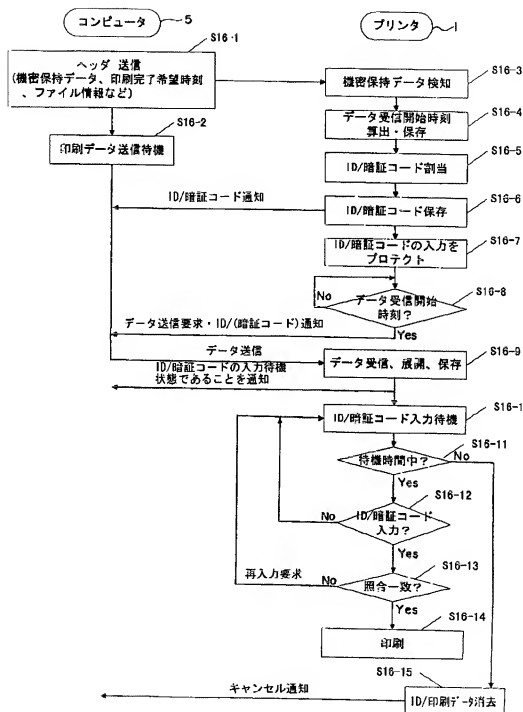 コンピュータ 5
プリンタ 1
S16-1
ヘッダ 送信
(機密保持データ、印刷完了希望時刻
、ファイル情報など)
S16-3
機密保持データ検知
S16-4
データ受信開始時刻
算出・保存
S16-2
印刷データ送信待機
S16-5
ID/暗証コード割当
S16-6
ID/暗証コード通知
ID/暗証コード保存
S16-7
ID/暗証コードの入力を
プロテクト
S16-8
No
データ受信開始
時刻?
Yes
データ送信要求・ID/(暗証コード)通知
データ送信
S16-9
データ受信、展開、保存
ID/暗証コードの入力待機
状態であることを通知
S16-1
ID/暗証コード入力待機
S16-11
待機時間中?
No
Yes
S16-12
No
ID/暗証コード
入力?
Yes
S16-13
再入力要求
No
照合一致?
Yes
S16-14
印刷
S16-15
キャンセル通知
ID/印刷データ消去